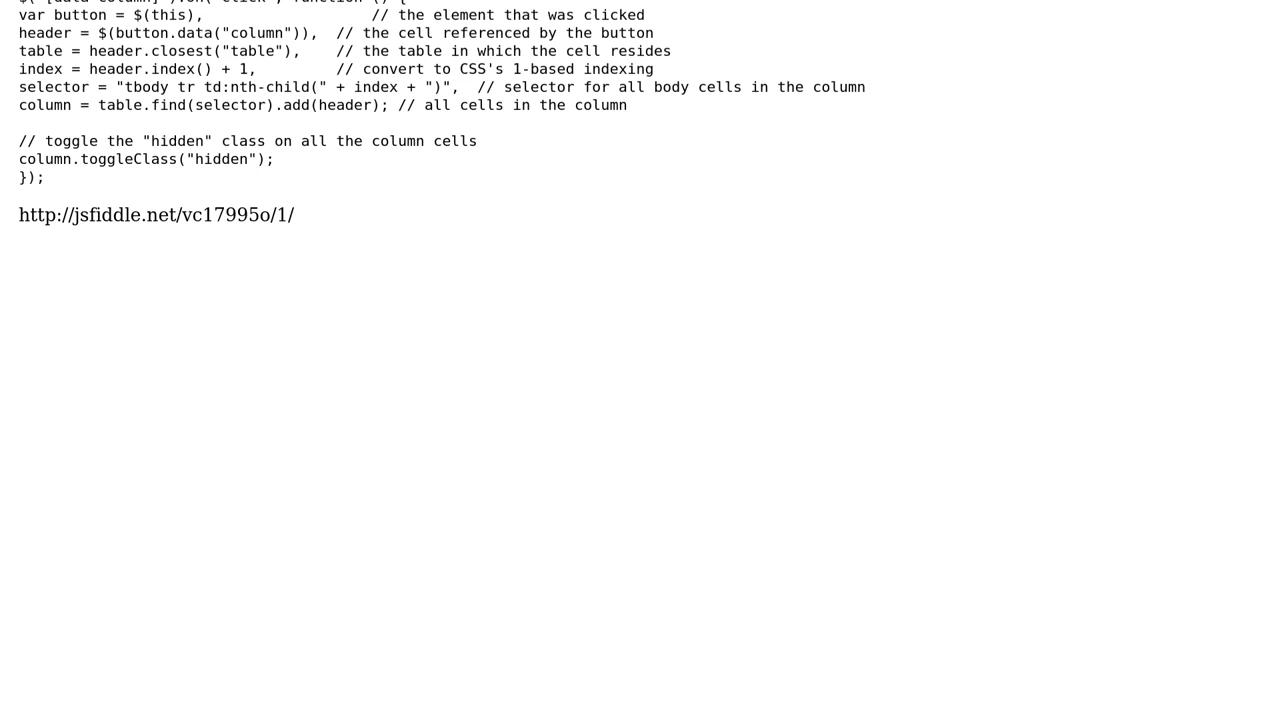 var button = $(this),                   // the element that was clicked
header = $(button.data("column")),  // the cell referenced by the button
table = header.closest("table"),    // the table in which the cell resides
index = header.index() + 1,         // convert to CSS's 1-based indexing
selector = "tbody tr td:nth-child(" + index + ")",  // selector for all body cells in the column
column = table.find(selector).add(header); // all cells in the column

// toggle the "hidden" class on all the column cells
column.toggleClass("hidden");
});

http://jsfiddle.net/vc17995o/1/